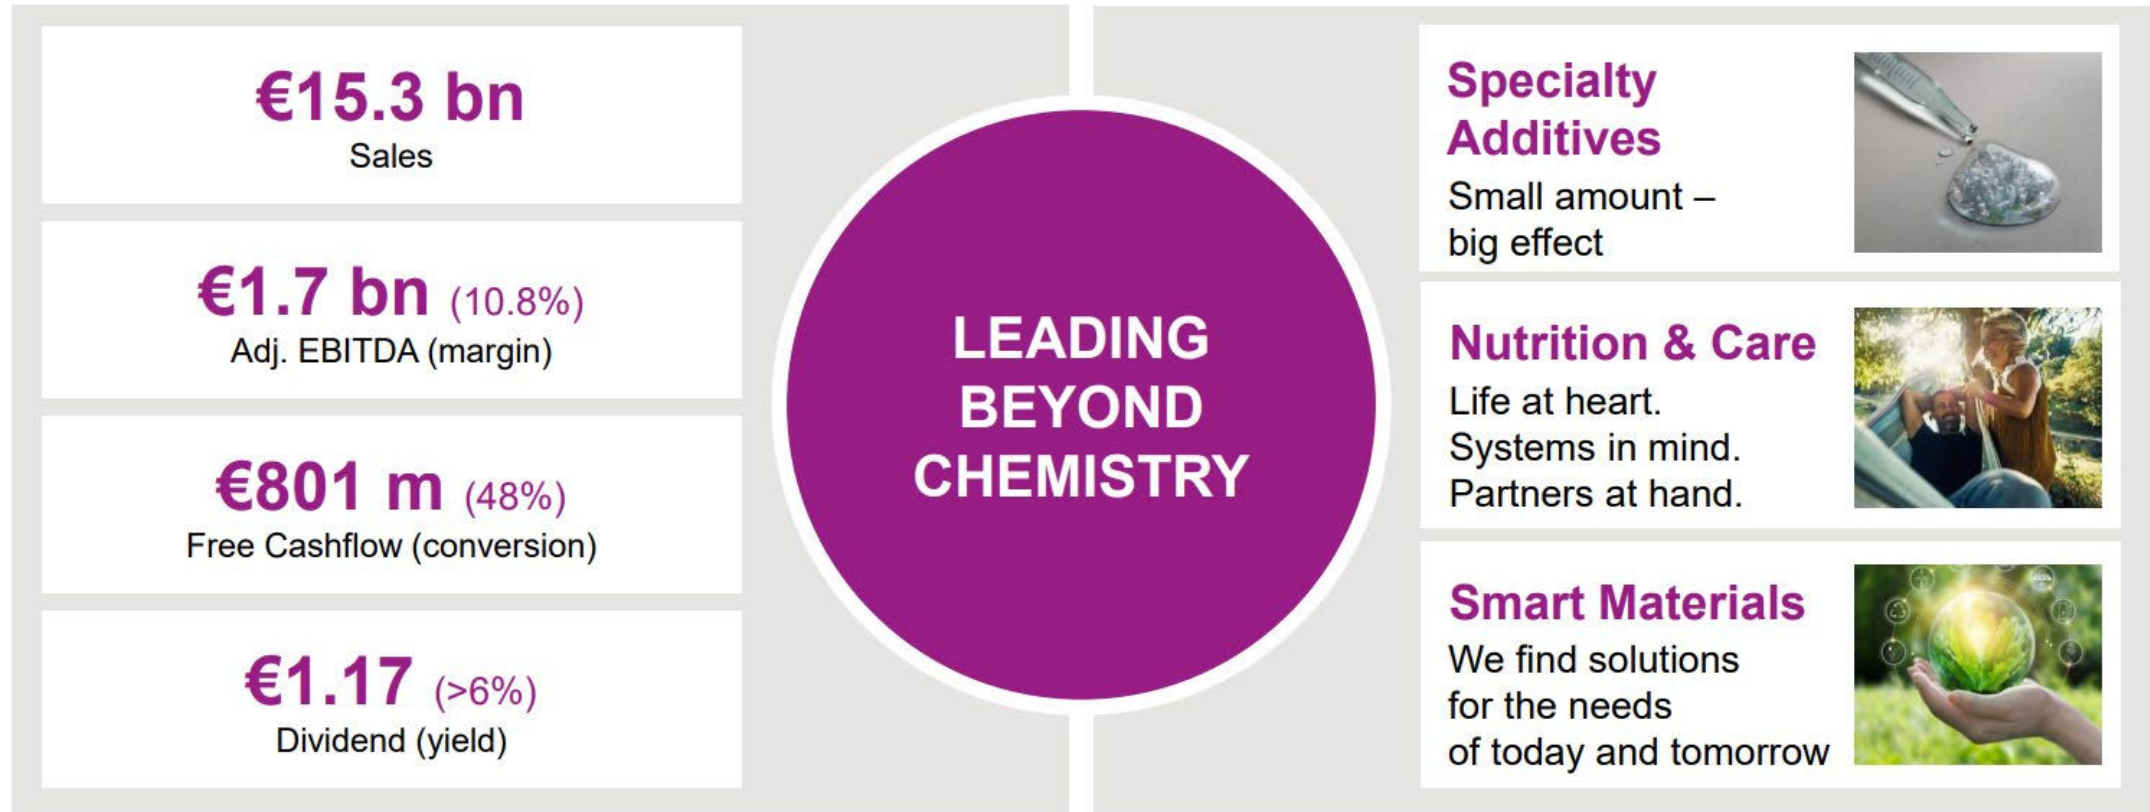 €15.3 bn
Sales
€1.7 bn (10.8%)
Adj. EBITDA (margin)
€801 m (48%)
Free Cashflow (conversion)
€1.17 (>6%)
Dividend (yield)
LEADING
BEYOND
CHEMISTRY
Specialty
Additives
Small amount –
big effect
Nutrition & Care
Life at heart.
Systems in mind.
Partners at hand.
Smart Materials
We find solutions
for the needs
of today and tomorrow